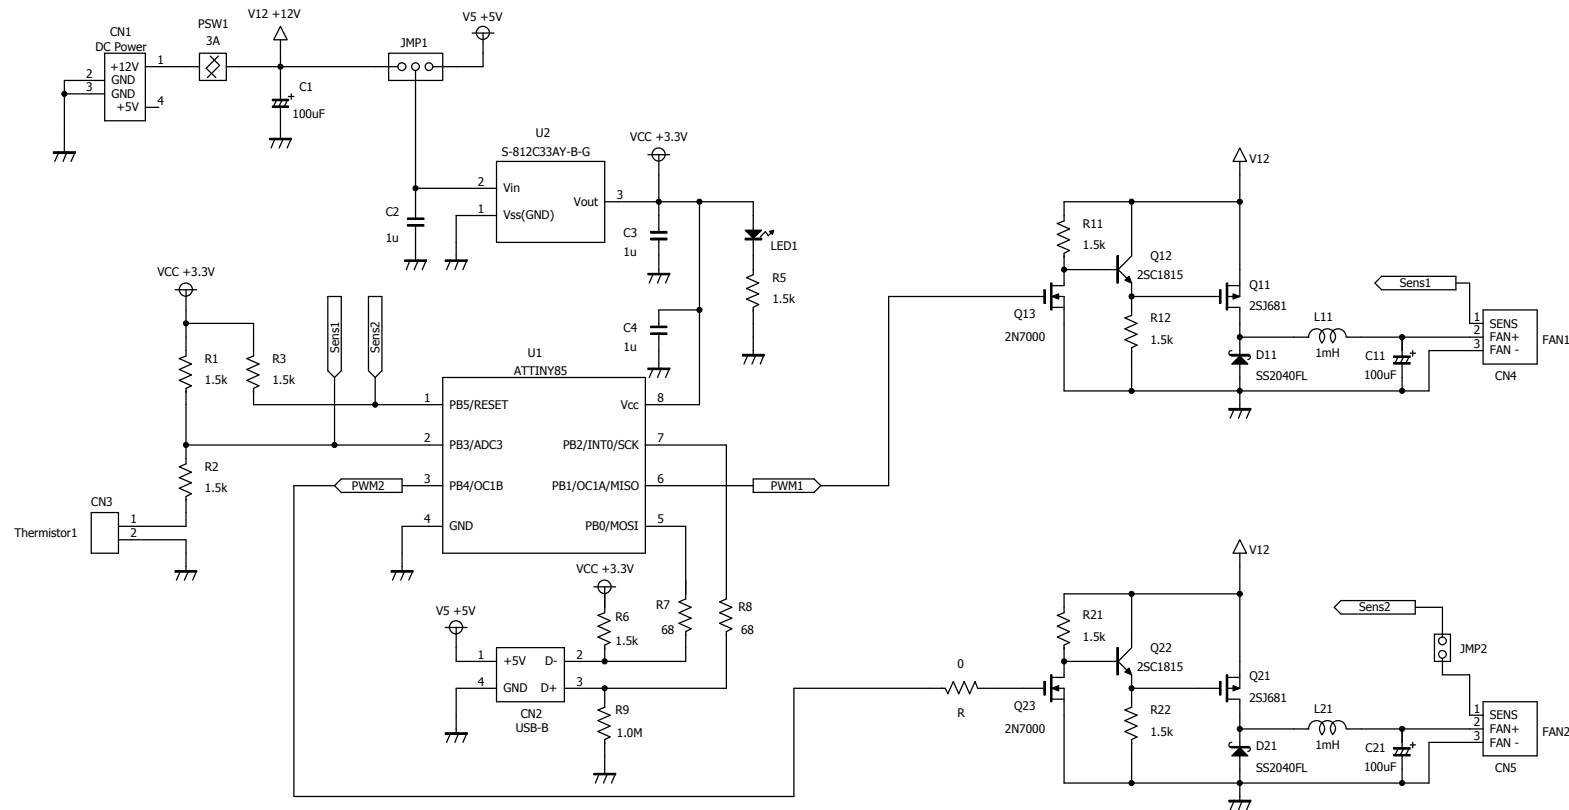 CN1
DC Power
+12V
GND
GND
+5V
1
2
3
4
PSW1
3A
V12 +12V
C1
+
100uF
JMP1
V5 +5V
U2
S-812C33AY-B-G
Vin
Vss(GND)
Vout
2
1
3
C2
1u
VCC +3.3V
C3
1u
C4
1u
LED1
R5
1.5k
VCC +3.3V
R1
1.5k
R3
1.5k
Sens1
Sens2
R2
1.5k
CN3
Thermistor1
1
2
U1
ATTINY85
1
PB5/RESET
Vcc
8
2
PB3/ADC3
PB2/INT0/SCK
7
3
PB4/OC1B
PB1/OC1A/MISO
6
4
GND
PB0/MOSI
5
PWM2
PWM1
VCC +3.3V
V5 +5V
R6
1.5k
R7
68
R8
68
1
+5V
D-
2
4
GND
D+
3
CN2
USB-B
R9
1.0M
V12
R11
1.5k
Q12
2SC1815
Q13
2N7000
R12
1.5k
Q11
2SJ681
Sens1
L11
1mH
D11
SS2040FL
C11
+
100uF
1
SENS
2
FAN+
3
FAN -
FAN1
CN4
V12
R21
1.5k
Q22
2SC1815
0
R
Q23
2N7000
R22
1.5k
Q21
2SJ681
Sens2
JMP2
L21
1mH
D21
SS2040FL
C21
+
100uF
1
SENS
2
FAN+
3
FAN -
FAN2
CN5